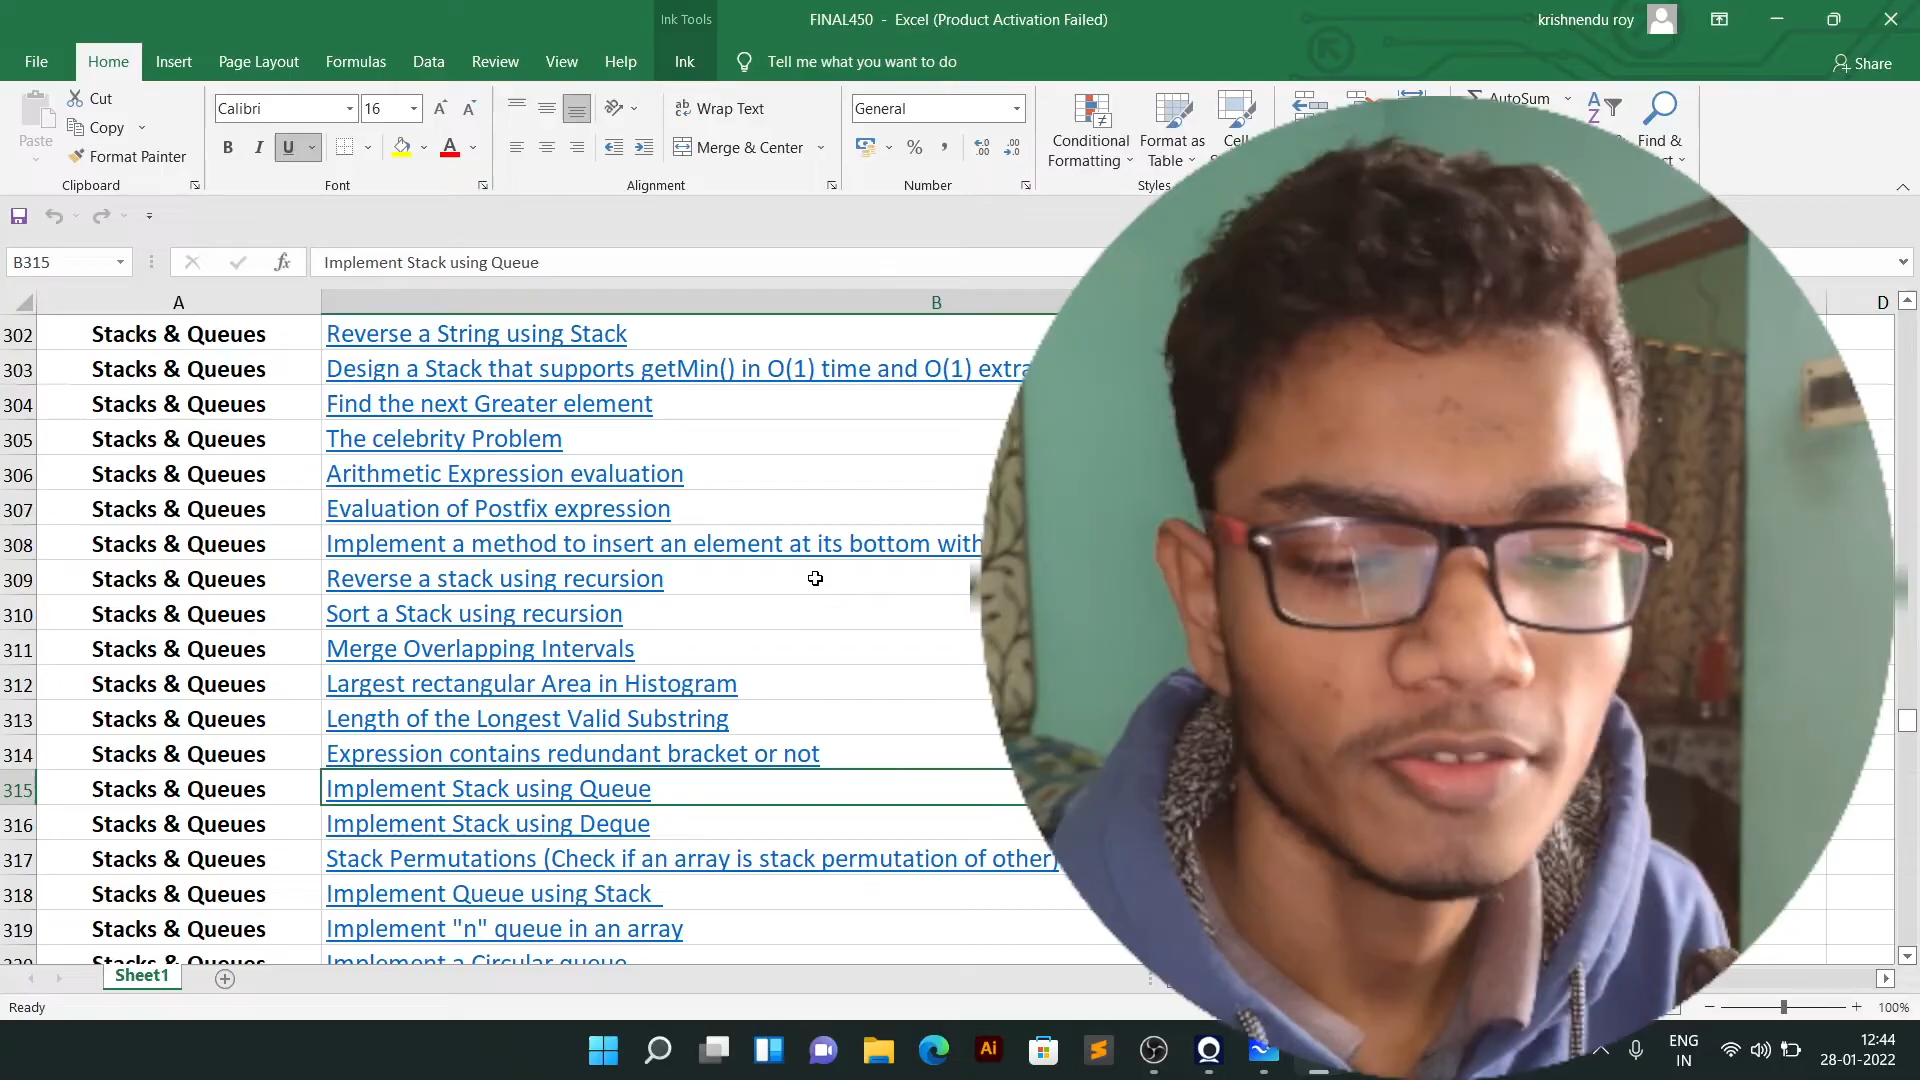 Ink Tools
FINAL450 - Excel (Product Activation Failed)
krishnendu roy
File
Home
Insert
Page Layout
Formulas
Data
Review
View
Help
Ink
Tell me what you want to do
Share
Paste
Cut
Copy
Format Painter
Clipboard
Calibri
16
B I U
Font
Wrap Text
Merge & Center
Alignment
General
Number
Conditional Formatting
Format as Table
Cell
Styles
AutoSum
Find &
B315
Implement Stack using Queue
A
B
D
302 Stacks & Queues Reverse a String using Stack
303 Stacks & Queues Design a Stack that supports getMin() in O(1) time and O(1) extra
304 Stacks & Queues Find the next Greater element
305 Stacks & Queues The celebrity Problem
306 Stacks & Queues Arithmetic Expression evaluation
307 Stacks & Queues Evaluation of Postfix expression
308 Stacks & Queues Implement a method to insert an element at its bottom with
309 Stacks & Queues Reverse a stack using recursion
310 Stacks & Queues Sort a Stack using recursion
311 Stacks & Queues Merge Overlapping Intervals
312 Stacks & Queues Largest rectangular Area in Histogram
313 Stacks & Queues Length of the Longest Valid Substring
314 Stacks & Queues Expression contains redundant bracket or not
315 Stacks & Queues Implement Stack using Queue
316 Stacks & Queues Implement Stack using Deque
317 Stacks & Queues Stack Permutations (Check if an array is stack permutation of other)
318 Stacks & Queues Implement Queue using Stack
319 Stacks & Queues Implement "n" queue in an array
320 Stacks & Queues Implement a Circular queue
Sheet1
Ready
100%
Ai
ENG
IN
12:44
28-01-2022